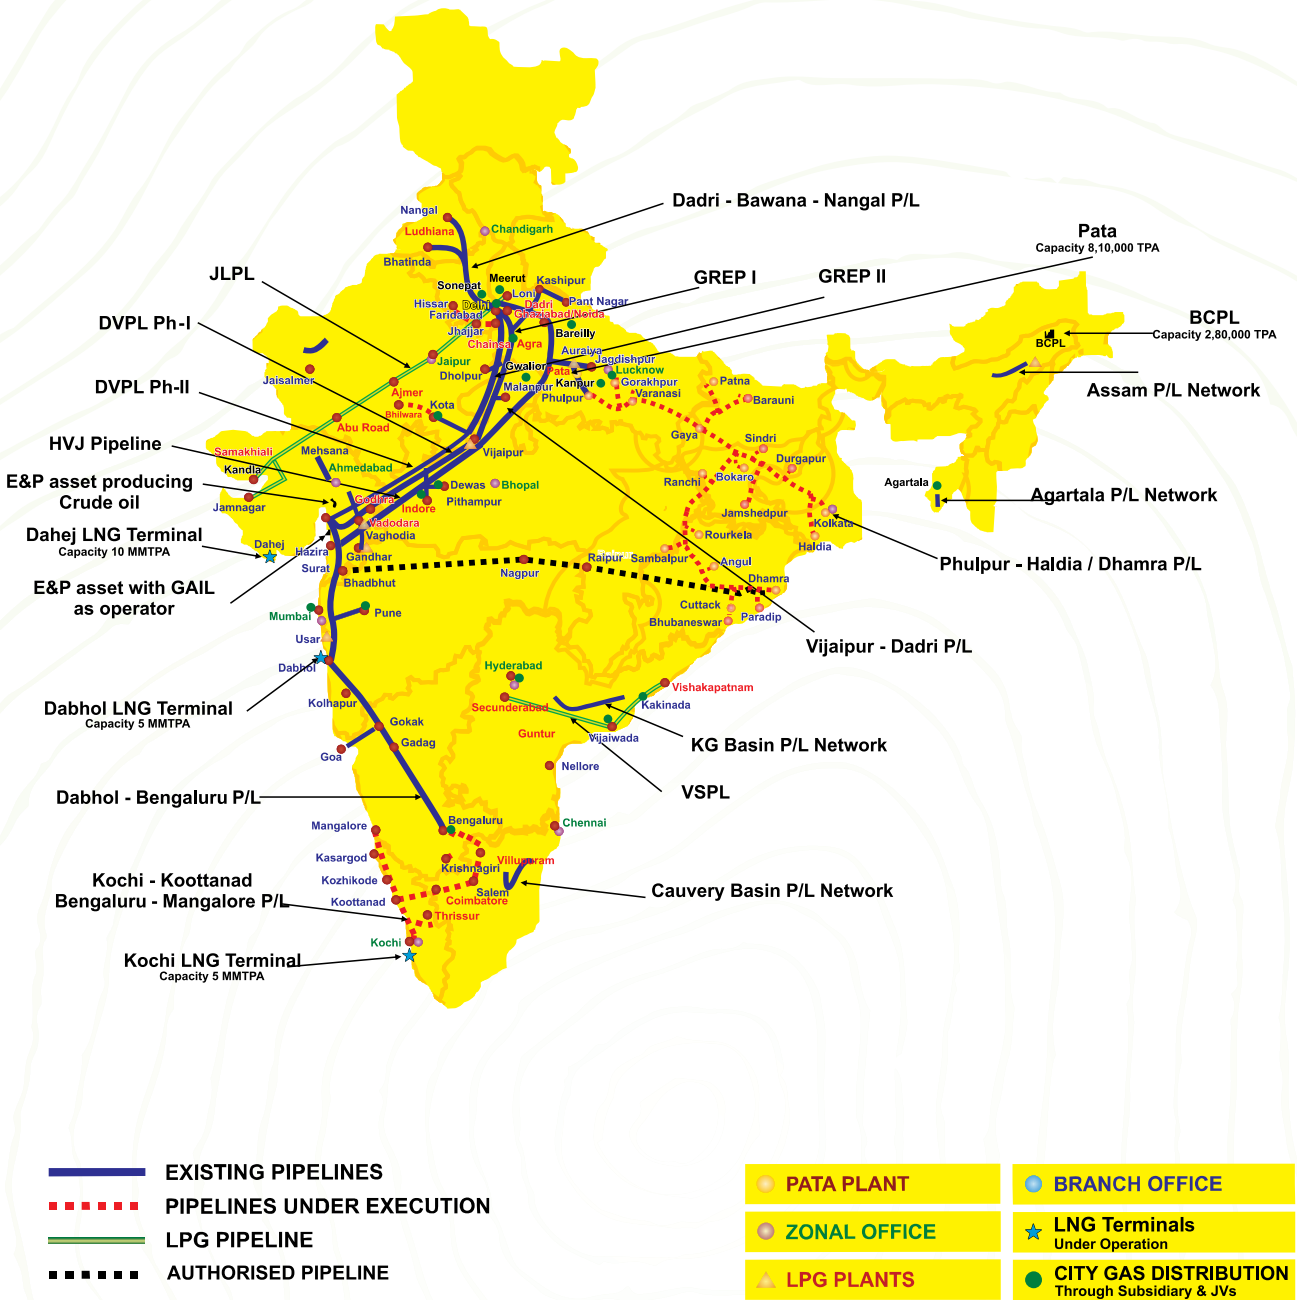 Dadri - Bawana - Nangal P/L
Nangal
Ludhiana
Chandigarh
Bhatinda
Pata
Capacity 8,10,000 TPA
JLPL
Meerut
Sonepat
Kashipur
GREP I
GREP II
Loni
Hissar
Delhi
Dadri
Pant Nagar
Faridabad
Ghaziabad/Noida
DVPL Ph-I
Jhajjar
Bareilly
BCPL
Capacity 2,80,000 TPA
BCPL
Chainsa
Agra
Auraiya
Jagdishpur
Jaipur
Gwalior
Pata
Lucknow
Jaisalmer
Dholpur
Malanpur
Kanpur
Gorakhpur
Patna
DVPL Ph-II
Ajmer
Phulpur
Varanasi
Barauni
Assam P/L Network
Bhilwara
Kota
Abu Road
Gaya
Sindri
HVJ Pipeline
Samakhiali
Mehsana
Vijaipur
Durgapur
Kandla
Ahmedabad
Bokaro
E&P asset producing
Crude oil
Dewas
Bhopal
Ranchi
Agartala
Jamnagar
Godhra
Indore
Pithampur
Agartala P/L Network
Jamshedpur
Vadodara
Kolkata
Dahej LNG Terminal
Capacity 10 MMTPA
Vaghodia
Rourkela
Dahej
Hazira
Gandhar
Haldia
Raipur
Sambalpur
Angul
Phulpur - Haldia / Dhamra P/L
Surat
Bhadbhut
Nagpur
Dhamra
E&P asset with GAIL
as operator
Mumbai
Pune
Cuttack
Paradip
Bhubaneswar
Usar
Vijaipur - Dadri P/L
Dabhol
Hyderabad
Vishakapatnam
Kolhapur
Secunderabad
Kakinada
Dabhol LNG Terminal
Capacity 5 MMTPA
Gokak
Guntur
Vijaiwada
Gadag
KG Basin P/L Network
Goa
Nellore
VSPL
Dabhol - Bengaluru P/L
Mangalore
Bengaluru
Chennai
Kasargod
Krishnagiri
Villupuram
Kochi - Koottanad
Bengaluru - Mangalore P/L
Kozhikode
Salem
Cauvery Basin P/L Network
Koottanad
Coimbatore
Thrissur
Kochi
Kochi LNG Terminal
Capacity 5 MMTPA
EXISTING PIPELINES
PIPELINES UNDER EXECUTION
LPG PIPELINE
AUTHORISED PIPELINE
PATA PLANT
ZONAL OFFICE
LPG PLANTS
BRANCH OFFICE
LNG Terminals
Under Operation
CITY GAS DISTRIBUTION
Through Subsidiary & JVs